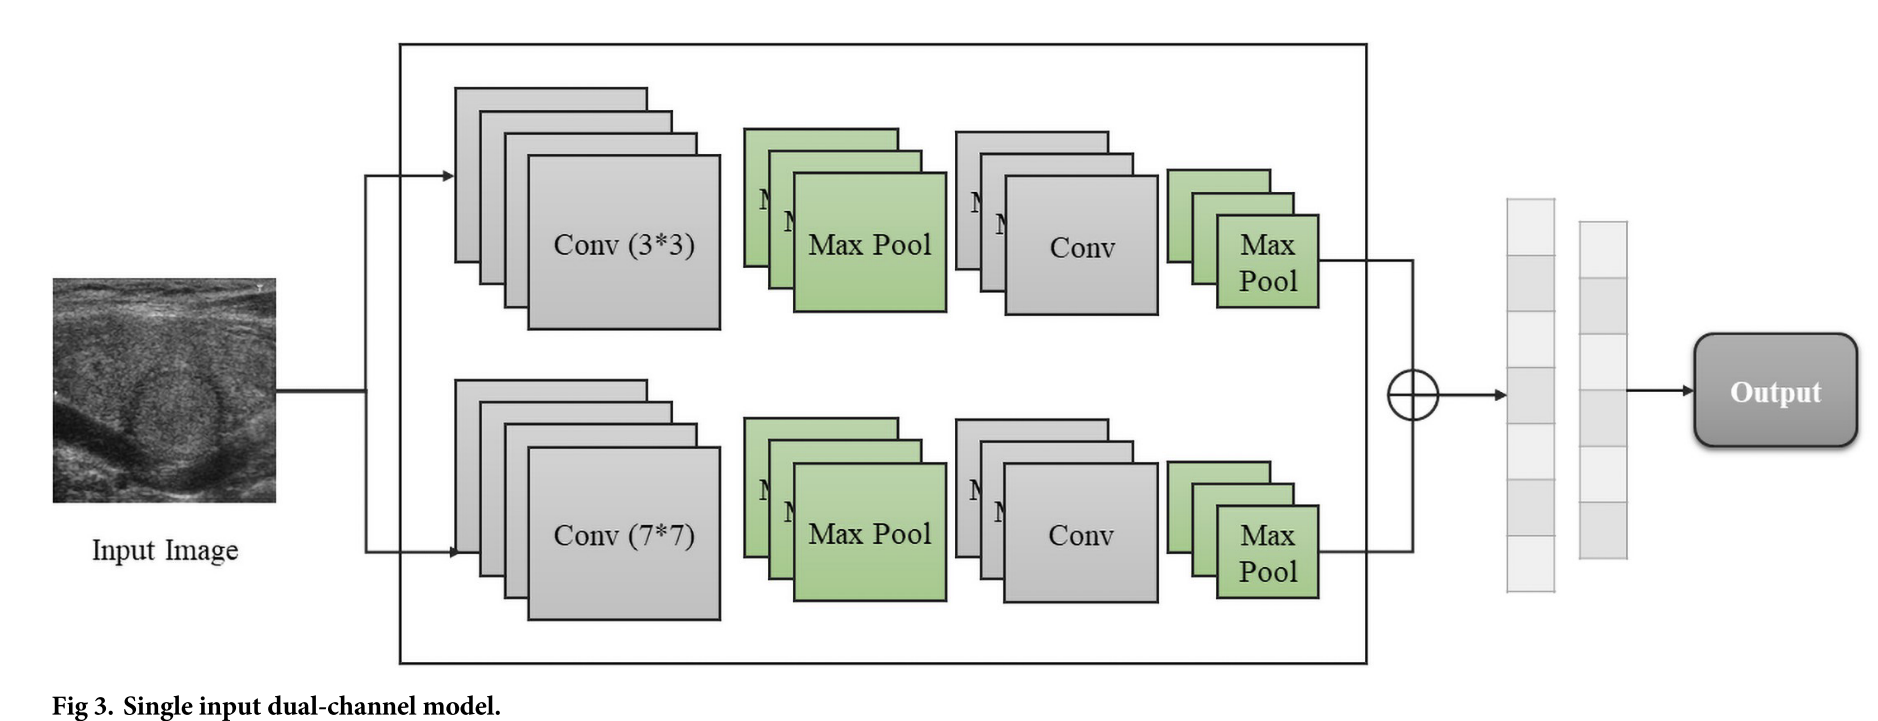 Conv (3*3)
Max Pool
Conv
Max
Pool
Input Image
Conv (7*7)
Max Pool
Conv
Max
Pool
Output
Fig 3. Single input dual-channel model.